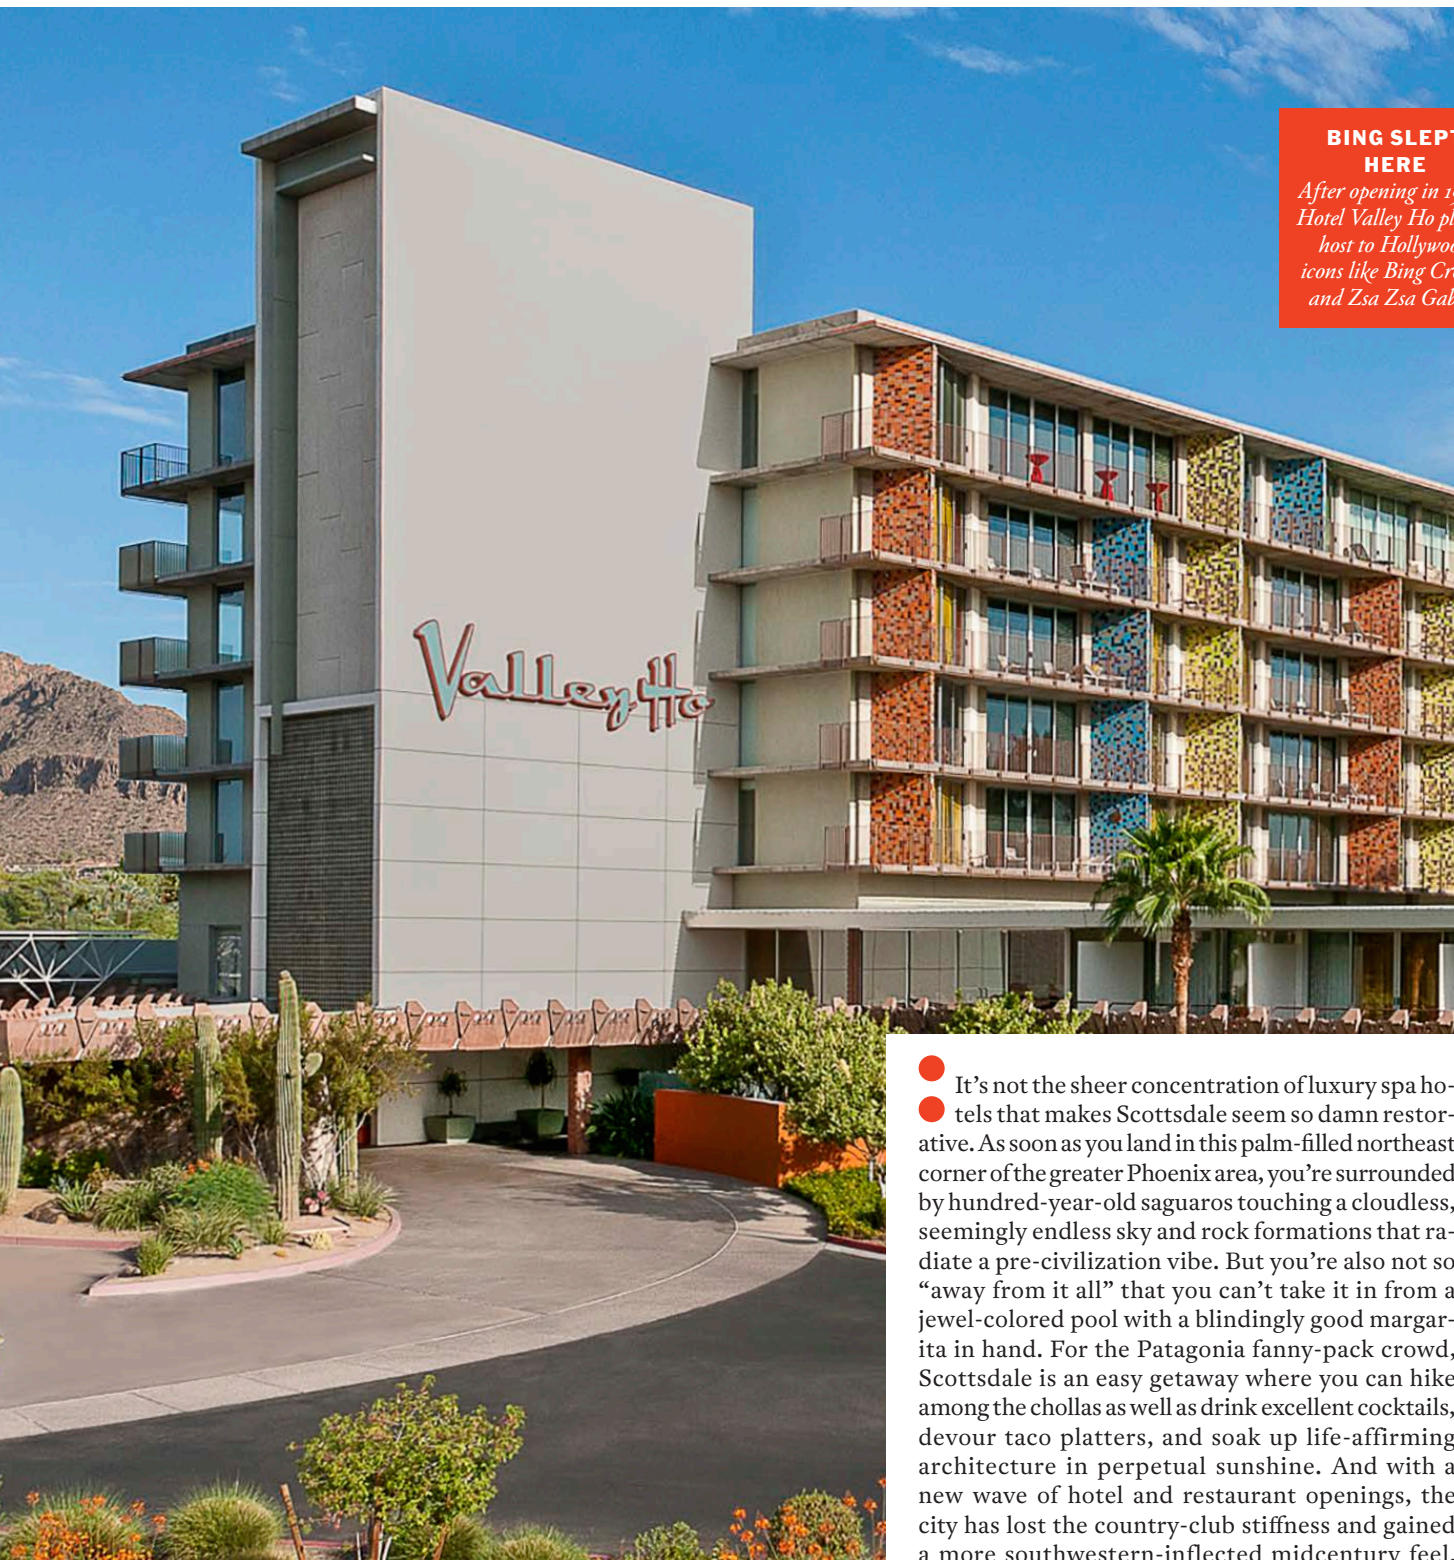 BING SLEPT
HERE
After opening in
Hotel Valley Ho
host to
icons like Bing
and Zsa Zsa
Valley Ho
It’s not the sheer concentration of luxury spa ho-
tels that makes Scottsdale seem so damn restor-
ative. As soon as you land in this palm-filled northeast
corner of the greater Phoenix area, you’re surrounded
by hundred-year-old saguaros touching a cloudless,
seemingly endless sky and rock formations that ra-
diate a pre-civilization vibe. But you’re also not so
“away from it all” that you can’t take it in from a
jewel-colored pool with a blindingly good margar-
ita in hand. For the Patagonia fanny-pack crowd,
Scottsdale is an easy getaway where you can hike
among the chollas as well as drink excellent cocktails,
devour taco platters, and soak up life-affirming
architecture in perpetual sunshine. And with a
new wave of hotel and restaurant openings, the
city has lost the country-club stiffness and gained
a more southwestern-inflected midcentury feel